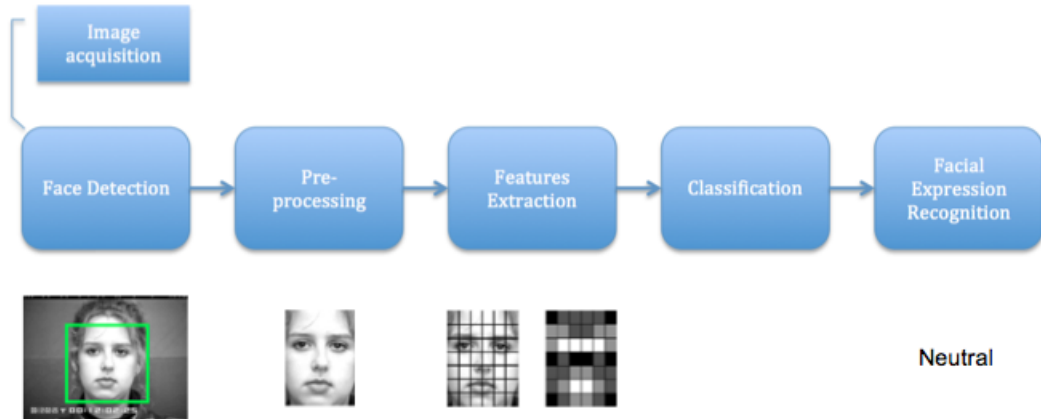 Image
acquisition
Face Detection
Pre-
processing
Features
Extraction
Classification
Facial
Expression
Recognition
Neutral